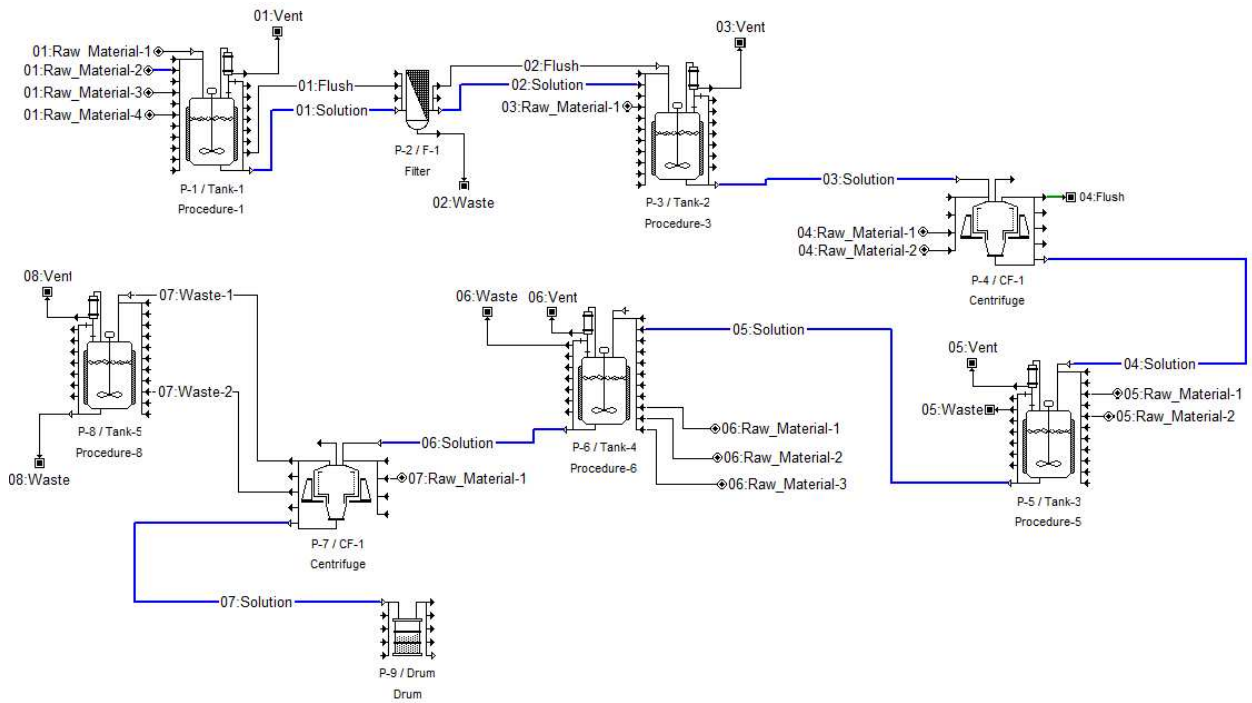 01:Vent
01:Raw_Material-1
01:Raw_Material-2
01:Raw_Material-3
01:Raw_Material-4
01:Flush
01:Solution
P-1 / Tank-1
Procedure-1
02:Flush
02:Solution
P-2 / F-1
Filter
02:Waste
03:Vent
03:Raw_Material-1
P-3 / Tank-2
Procedure-3
03:Solution
04:Flush
04:Raw_Material-1
04:Raw_Material-2
P-4 / CF-1
Centrifuge
04:Solution
05:Vent
05:Waste
05:Raw_Material-1
05:Raw_Material-2
P-5 / Tank-3
Procedure-5
05:Solution
06:Waste
06:Vent
06:Raw_Material-1
06:Raw_Material-2
06:Raw_Material-3
P-6 / Tank-4
Procedure-6
06:Solution
07:Raw_Material-1
P-7 / CF-1
Centrifuge
07:Waste-1
07:Waste-2
08:Vent
08:Waste
P-8 / Tank-5
Procedure-8
07:Solution
P-9 / Drum
Drum